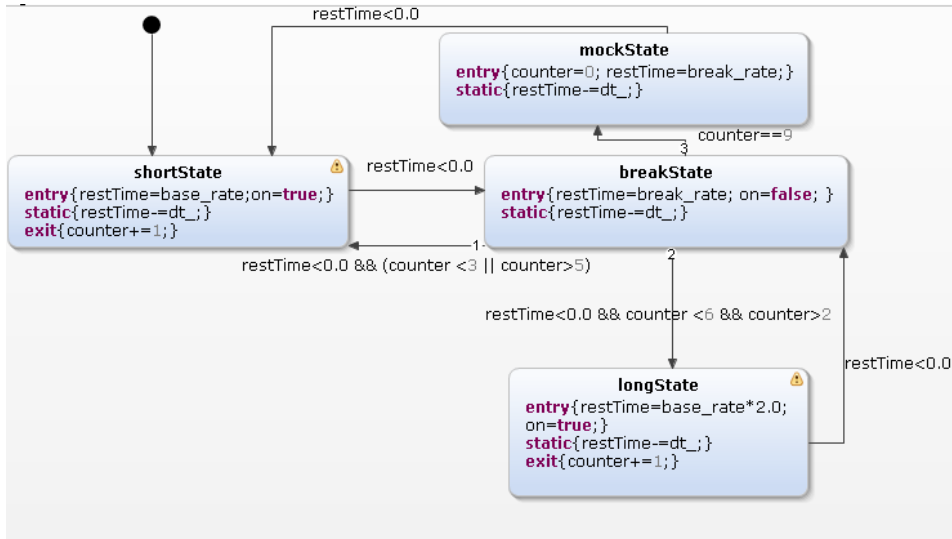 restTime<0.0
mockState
entry{counter=0; restTime=break_rate;}
static{restTime-=dt_;}
counter==9
3
shortState
entry{restTime=base_rate;on=true;}
static{restTime-=dt_;}
exit{counter+=1;}
restTime<0.0
breakState
entry{restTime=break_rate; on=false; }
static{restTime-=dt_;}
1
2
restTime<0.0 && (counter <3 || counter>5)
restTime<0.0 && counter <6 && counter>2
restTime<0.0
longState
entry{restTime=base_rate*2.0;
on=true;}
static{restTime-=dt_;}
exit{counter+=1;}